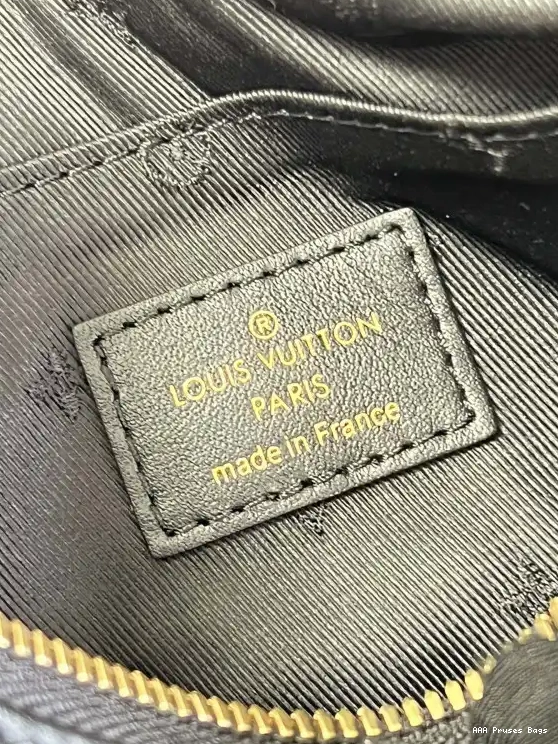 ®
LOUIS VUITTON
PARIS
made in France
AAA Pruses Bags